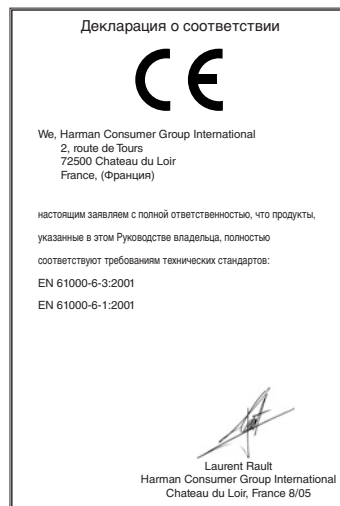 Декларация о соответствии
CE
We, Harman Consumer Group International
2, route de Tours
72500 Chateau du Loir
France, (Франция)
настоящим заявляем с полной ответственностью, что продукты,
указанные в этом Руководстве владельца, полностью
соответствуют требованиям технических стандартов:
EN 61000-6-3:2001
EN 61000-6-1:2001
Laurent Rault
Harman Consumer Group International
Chateau du Loir, France 8/05